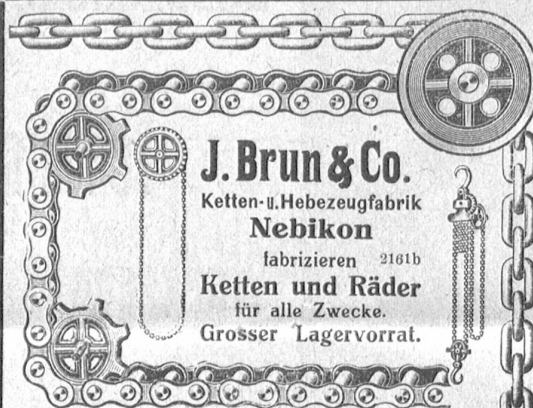 J. Brun & Co.
Ketten- u. Hebezeugfabrik
Nebikon
fabrizieren 2161b
Ketten und Räder
für alle Zwecke.
Grosser Lagervorrat.